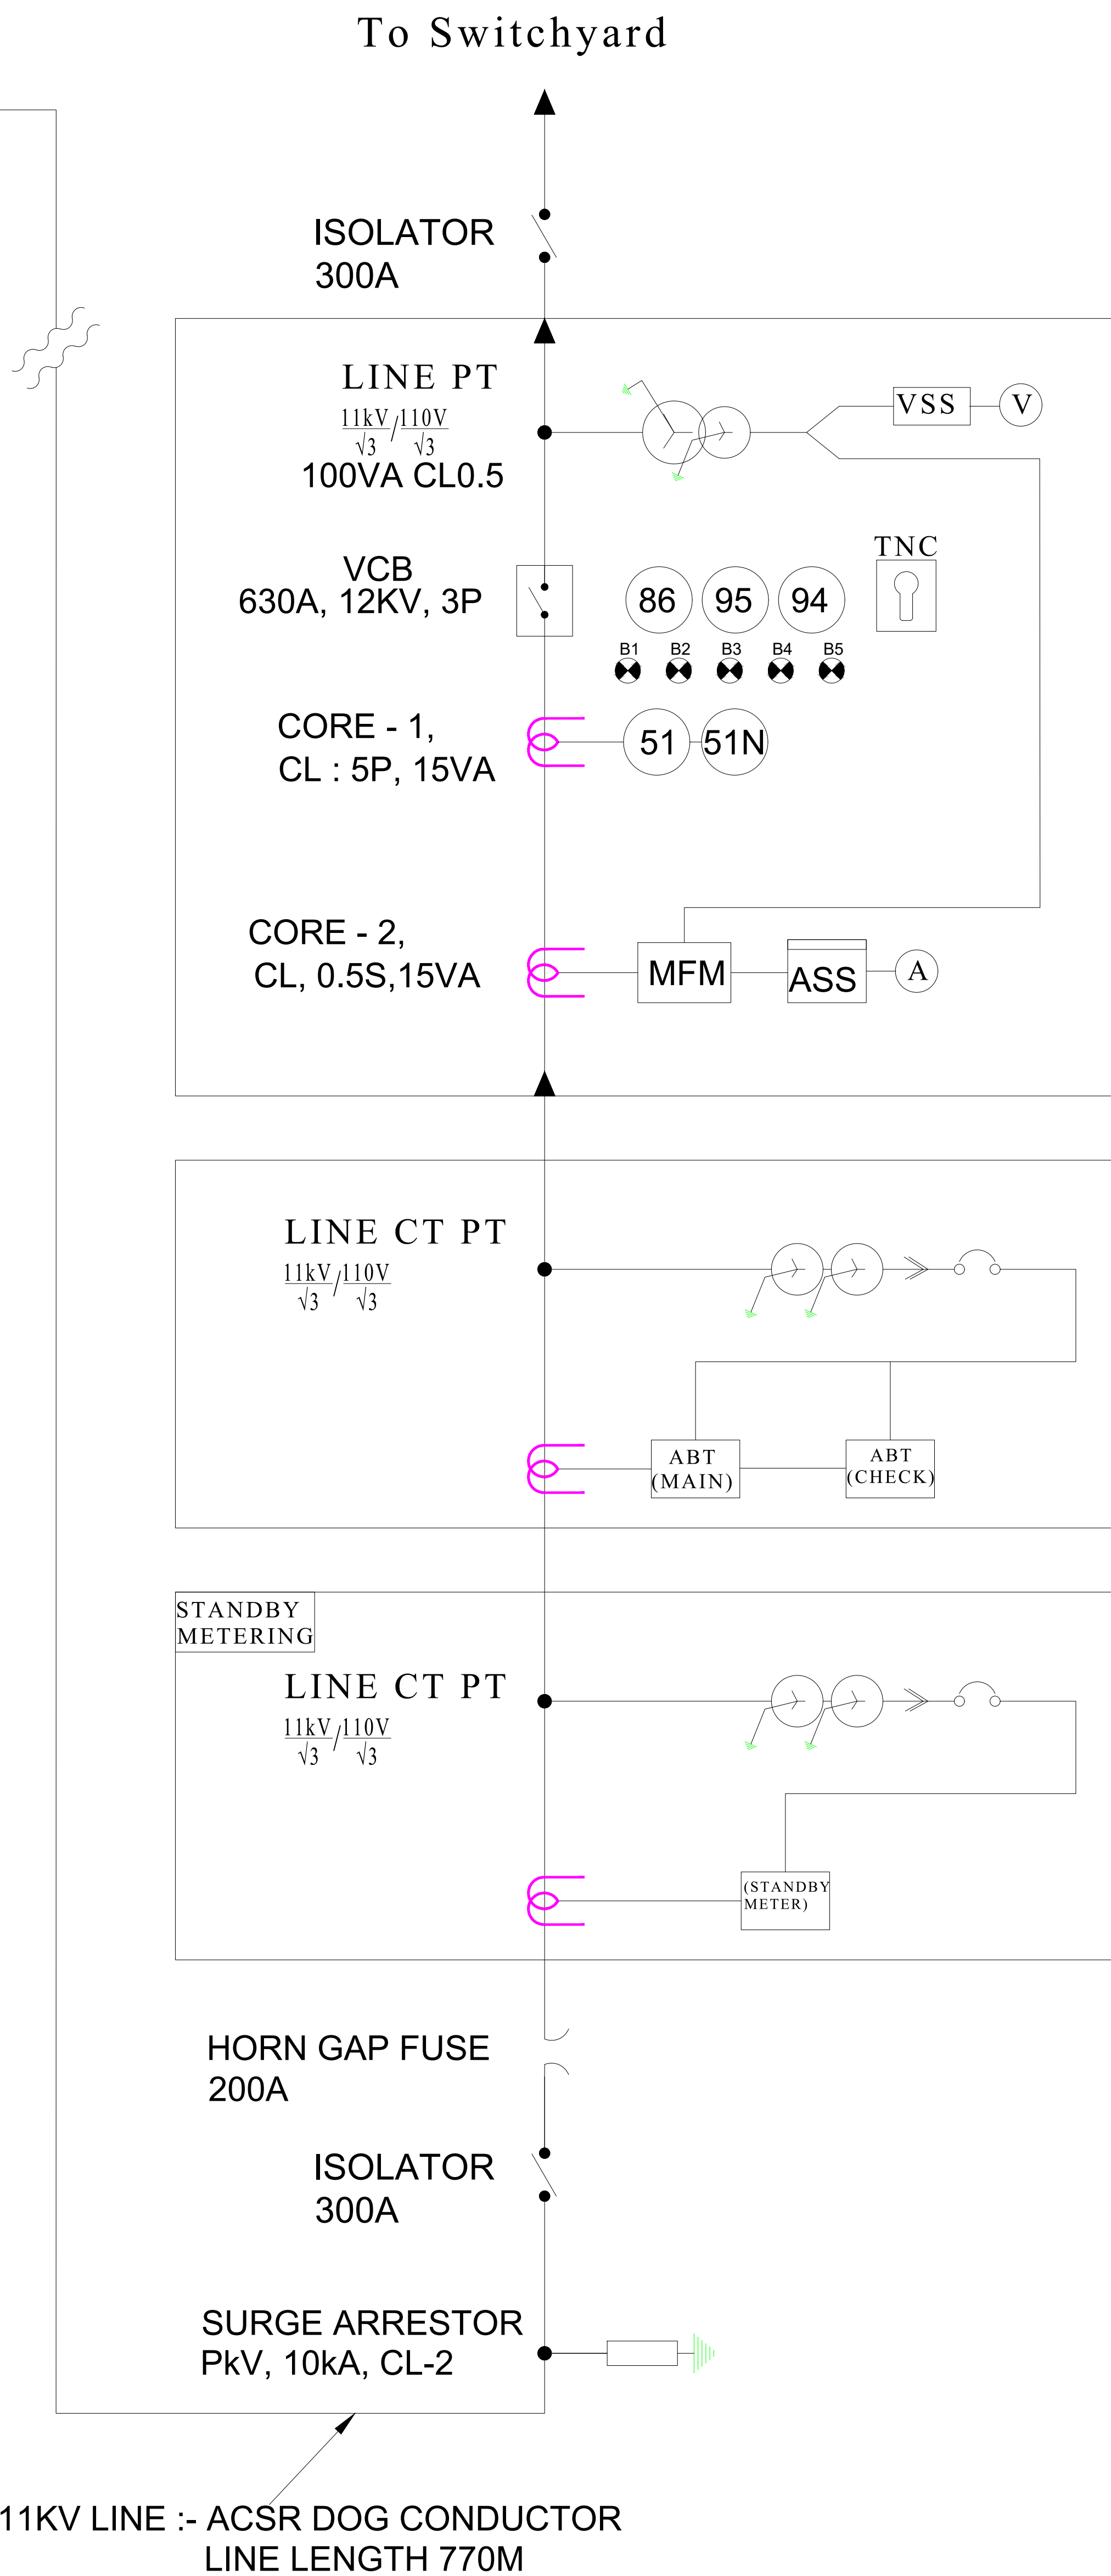 To Switchyard
ISOLATOR
300A
LINE PT
11kV/√3 / 110V/√3
100VA CL0.5
VSS
V
VCB
630A, 12KV, 3P
86
95
94
TNC
B1
B2
B3
B4
B5
CORE - 1,
CL : 5P, 15VA
51
51N
CORE - 2,
CL, 0.5S,15VA
MFM
ASS
A
LINE CT PT
11kV/√3 / 110V/√3
ABT
(MAIN)
ABT
(CHECK)
STANDBY
METERING
LINE CT PT
11kV/√3 / 110V/√3
(STANDBY
METER)
HORN GAP FUSE
200A
ISOLATOR
300A
SURGE ARRESTOR
PkV, 10kA, CL-2
11KV LINE :- ACSR DOG CONDUCTOR
LINE LENGTH 770M